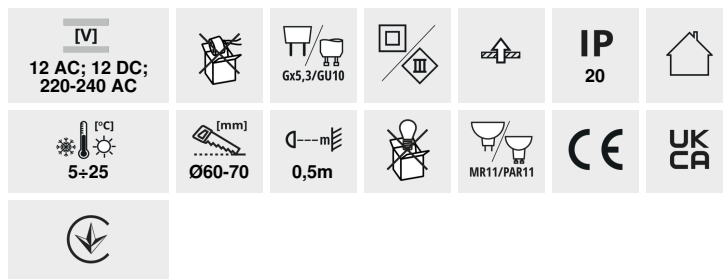 [V]
12 AC; 12 DC;
220-240 AC
Gx5,3/GU10
III
IP
20
[°C]
5÷25
[mm]
Ø60-70
m
0,5m
MR11/PAR11
CE
UK
CA